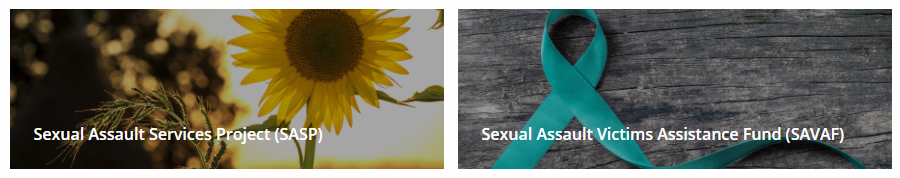 Sexual Assault Services Project (SASP)
Sexual Assault Victims Assistance Fund (SAVAF)